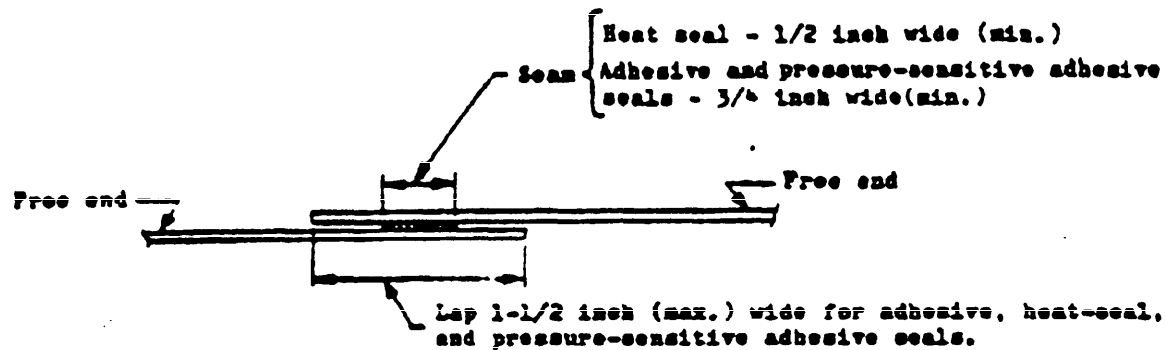 Heat seal - 1/2 inch wide (min.)
Seam
Adhesive and pressure-sensitive adhesive
seals - 3/4 inch wide(min.)
Free end
Free end
Lap 1-1/2 inch (max.) wide for adhesive, heat-seal,
and pressure-sensitive adhesive seals.